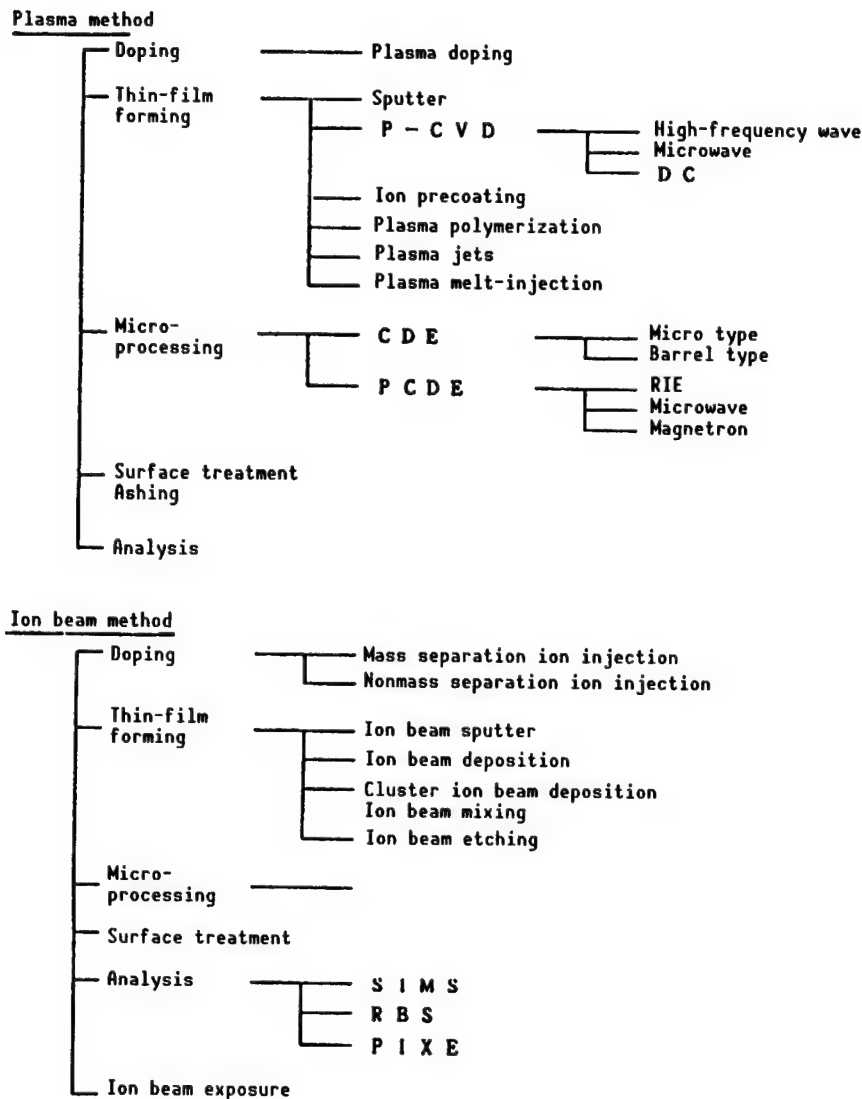 Plasma method
Doping Plasma doping
Thin-film forming
Sputter
P - C V D
High-frequency wave
Microwave
D C
Ion precoating
Plasma polymerization
Plasma jets
Plasma melt-injection
Micro-
processing
C D E
Micro type
Barrel type
P C D E
RIE
Microwave
Magnetron
Surface treatment
Ashing
Analysis
Ion beam method
Doping
Mass separation ion injection
Nonmass separation ion injection
Thin-film
forming
Ion beam sputter
Ion beam deposition
Cluster ion beam deposition
Ion beam mixing
Ion beam etching
Micro-
processing
Surface treatment
Analysis
S I M S
R B S
P I X E
Ion beam exposure